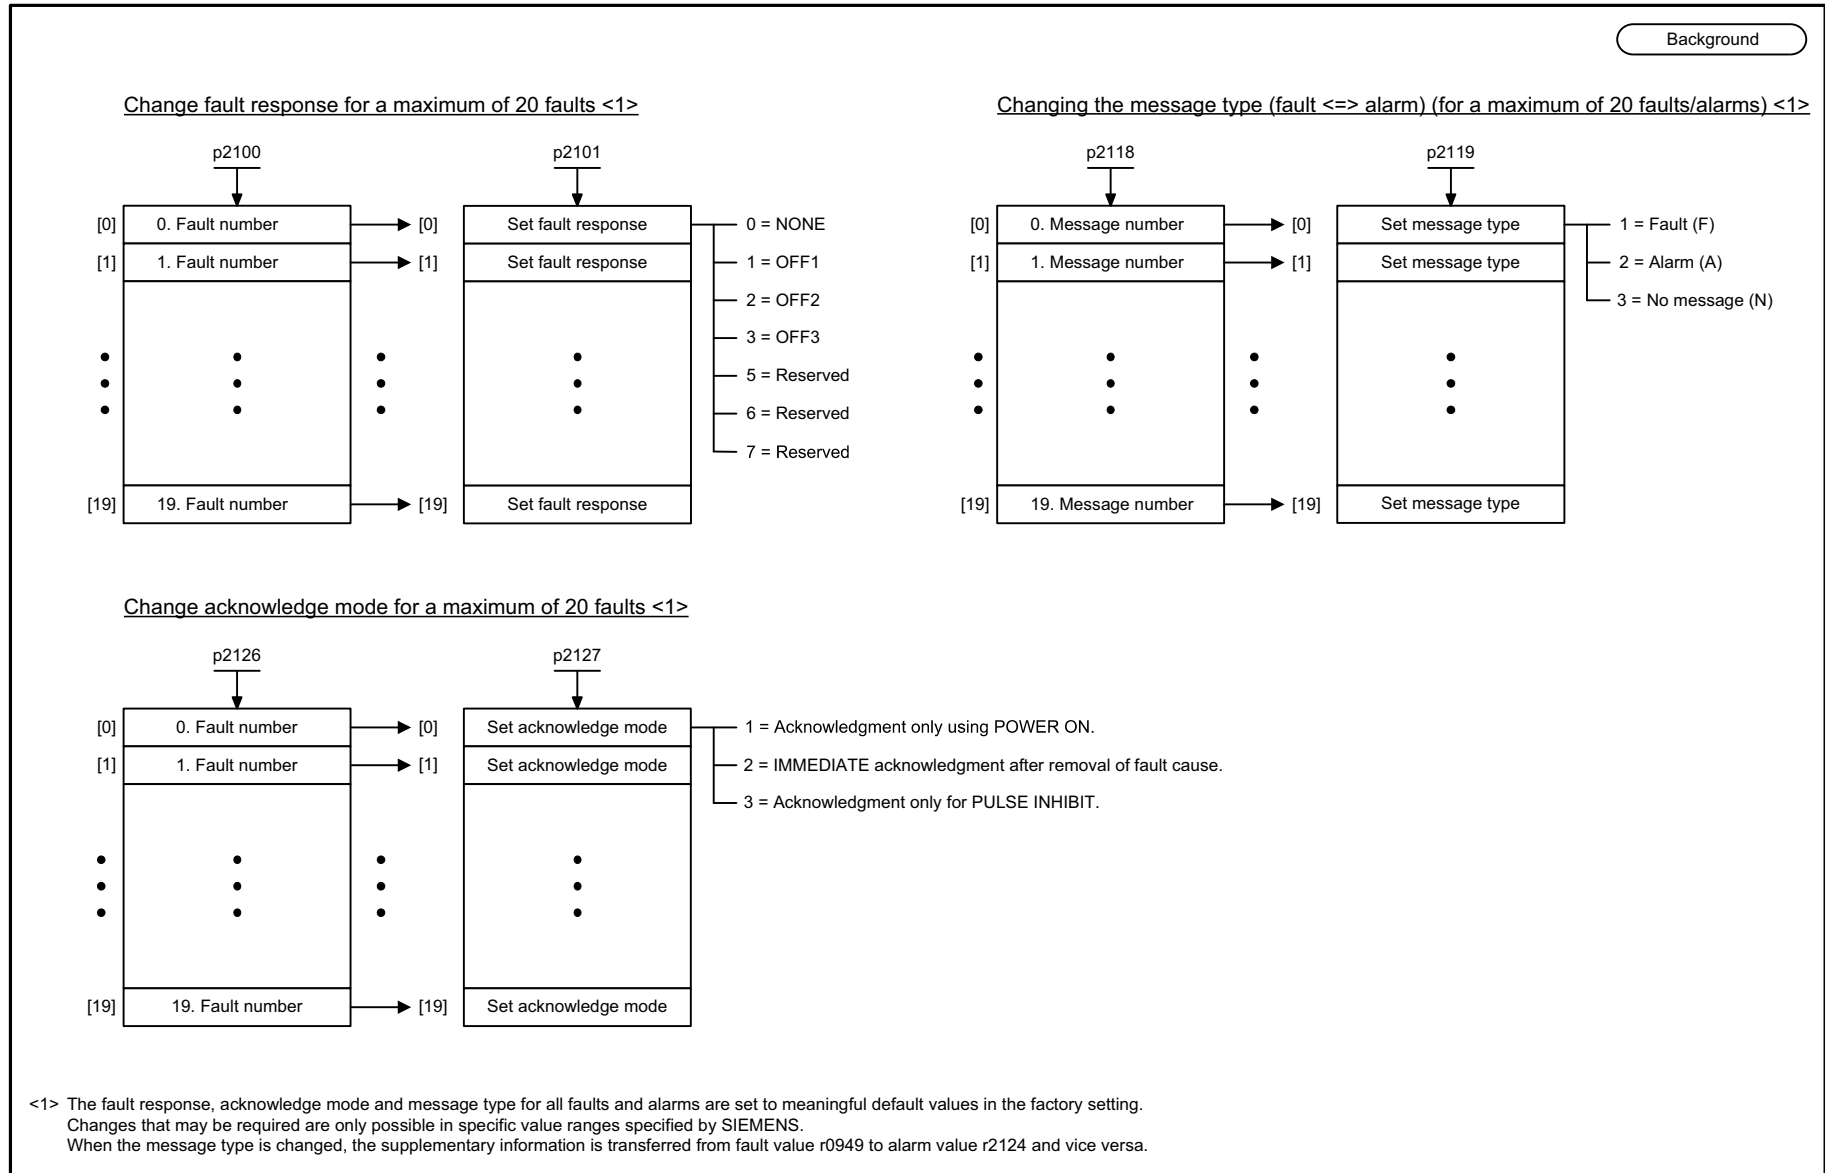 Background
Change fault response for a maximum of 20 faults <1>
p2100 p2101
[0] 0. Fault number [0] Set fault response 0 = NONE
[1] 1. Fault number [1] Set fault response 1 = OFF1
2 = OFF2
3 = OFF3
5 = Reserved
6 = Reserved
7 = Reserved
[19] 19. Fault number [19] Set fault response
Changing the message type (fault <=> alarm) (for a maximum of 20 faults/alarms) <1>
p2118 p2119
[0] 0. Message number [0] Set message type 1 = Fault (F)
[1] 1. Message number [1] Set message type 2 = Alarm (A)
3 = No message (N)
[19] 19. Message number [19] Set message type
Change acknowledge mode for a maximum of 20 faults <1>
p2126 p2127
[0] 0. Fault number [0] Set acknowledge mode 1 = Acknowledgment only using POWER ON.
[1] 1. Fault number [1] Set acknowledge mode 2 = IMMEDIATE acknowledgment after removal of fault cause.
3 = Acknowledgment only for PULSE INHIBIT.
[19] 19. Fault number [19] Set acknowledge mode
<1> The fault response, acknowledge mode and message type for all faults and alarms are set to meaningful default values in the factory setting.
Changes that may be required are only possible in specific value ranges specified by SIEMENS.
When the message type is changed, the supplementary information is transferred from fault value r0949 to alarm value r2124 and vice versa.